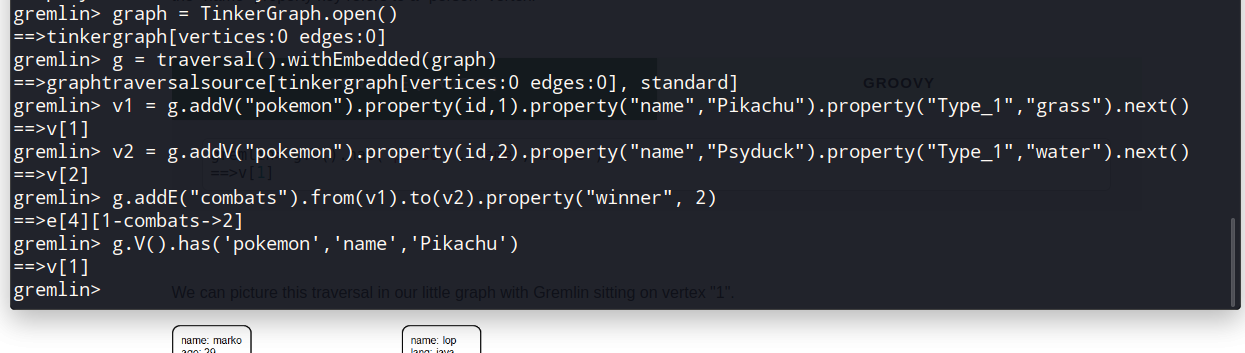 gremlin> graph = TinkerGraph.open()
==>tinkergraph[vertices:0 edges:0]
gremlin> g = traversal().withEmbedded(graph)
==>graphtraversalsource[tinkergraph[vertices:0 edges:0], standard]
GROOVY
gremlin> v1 = g.addV("pokemon").property(id,1).property("name","Pikachu").property("Type_1","grass").next()
==>v[1]
gremlin> v2 = g.addV("pokemon").property(id,2).property("name","Psyduck").property("Type_1","water").next()
==>v[1]
==>v[2]
gremlin> g.addE("combats").from(v1).to(v2).property("winner", 2)
==>e[4][1-combats->2]
gremlin> g.V().has('pokemon','name','Pikachu')
==>v[1]
gremlin>
We can picture this traversal in our little graph with Gremlin sitting on vertex "1".
name: marko
name: lop
age: 29
lang: java